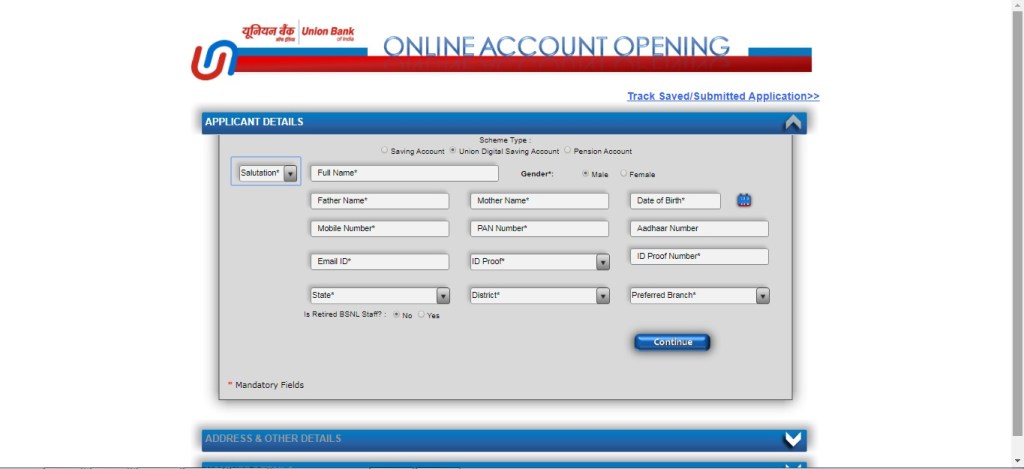 यूनियन बैंक Union Bank
ऑफ इंडिया of India
ONLINE ACCOUNT OPENING
Track Saved/Submitted Application>>
APPLICANT DETAILS
Scheme Type :
Saving Account Union Digital Saving Account Pension Account
Salutation* Full Name* Gender*: Male Female
Father Name* Mother Name* Date of Birth*
Mobile Number* PAN Number* Aadhaar Number
Email ID* ID Proof* ID Proof Number*
State* District* Preferred Branch*
Is Retired BSNL Staff? : No Yes
Continue
* Mandatory Fields
ADDRESS & OTHER DETAILS